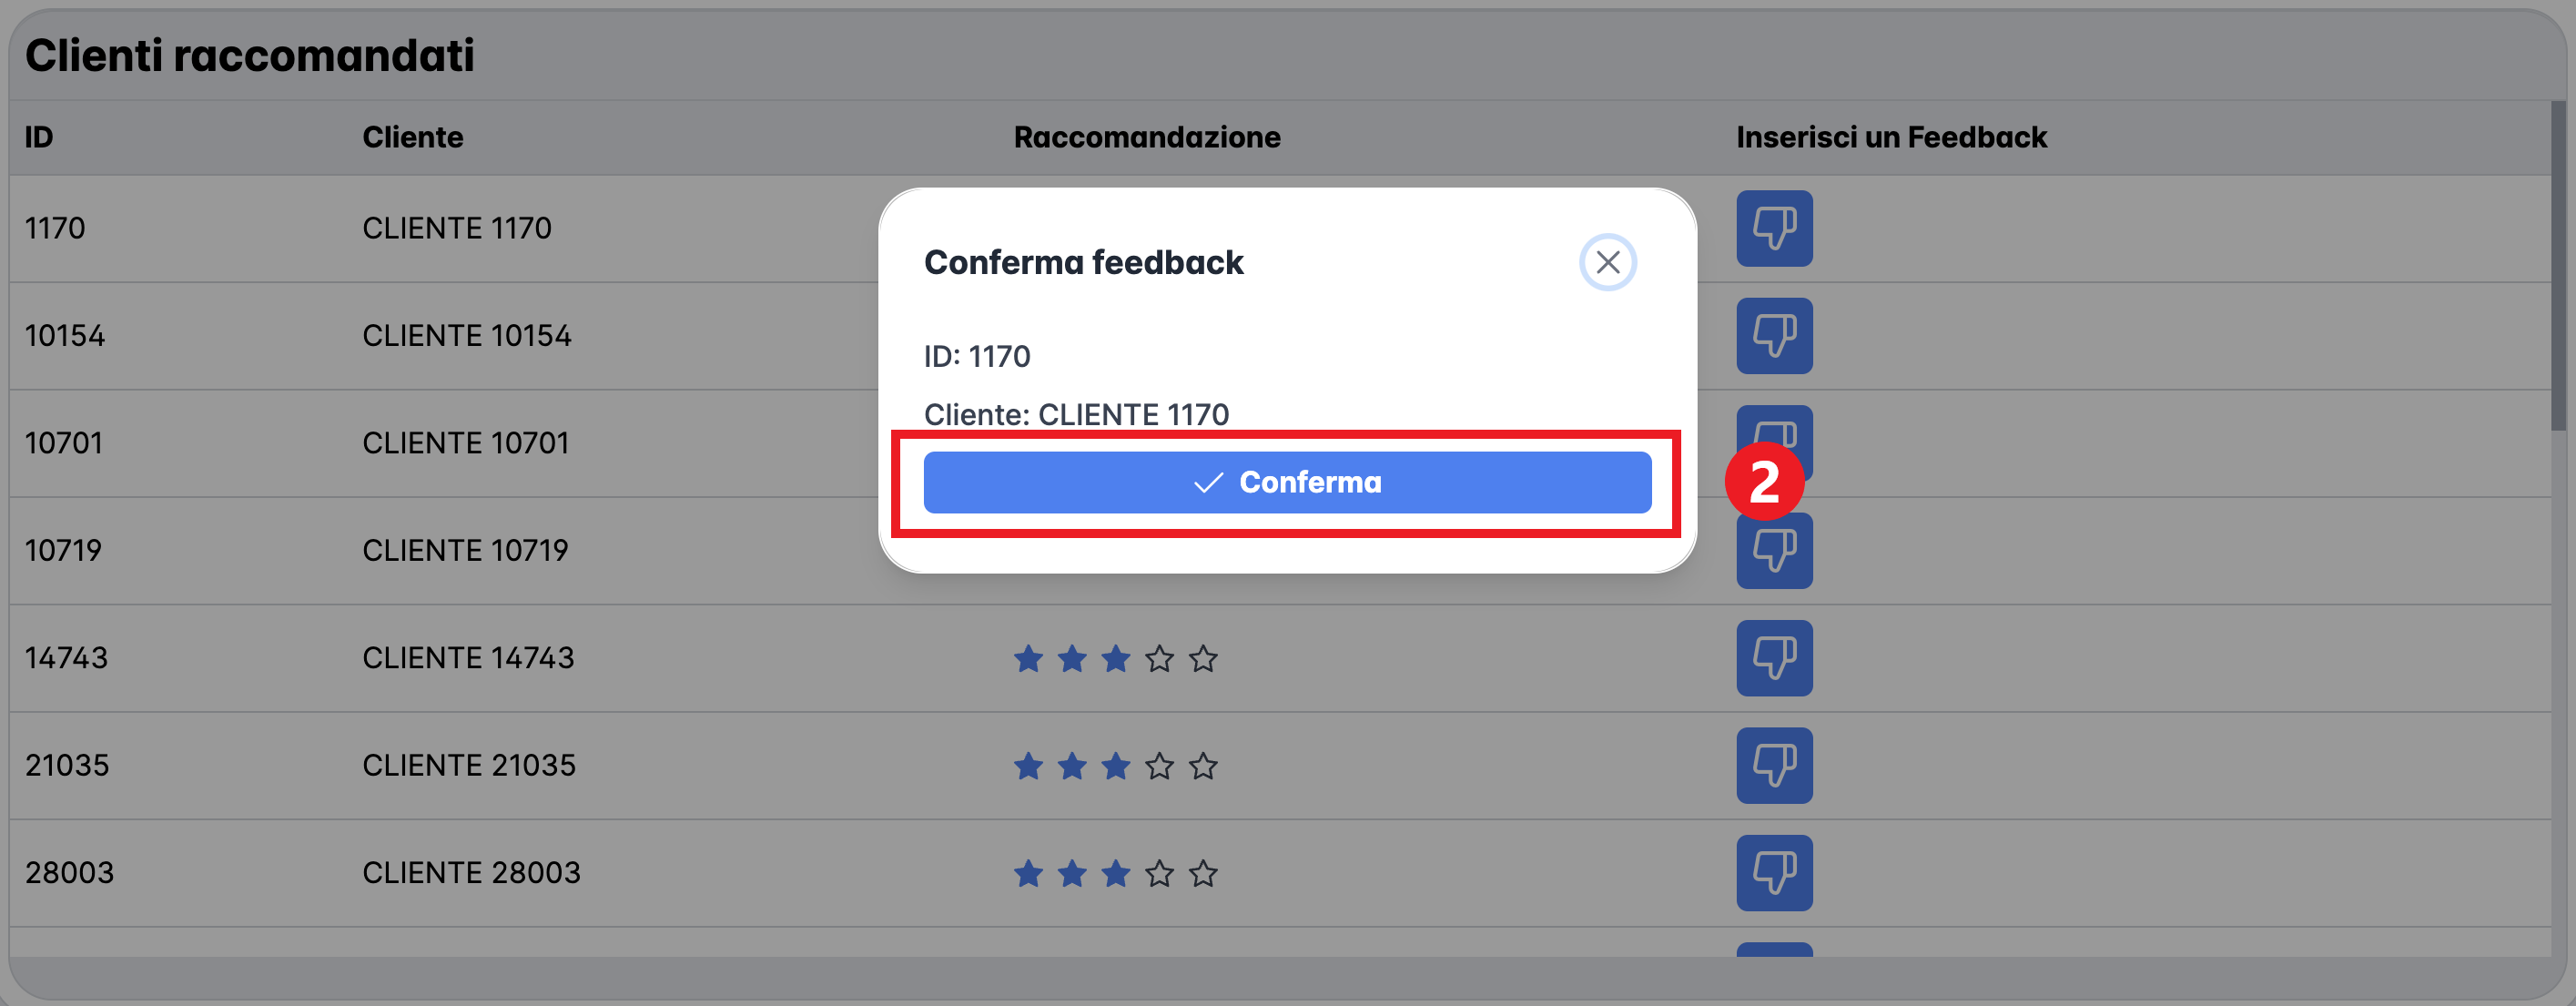 Clienti raccomandati
ID Cliente Raccomandazione Inserisci un Feedback
1170 CLIENTE 1170
Conferma feedback
10154 CLIENTE 10154
ID: 1170
Cliente: CLIENTE 1170
10701 CLIENTE 10701
Conferma
2
10719 CLIENTE 10719
14743 CLIENTE 14743
21035 CLIENTE 21035
28003 CLIENTE 28003